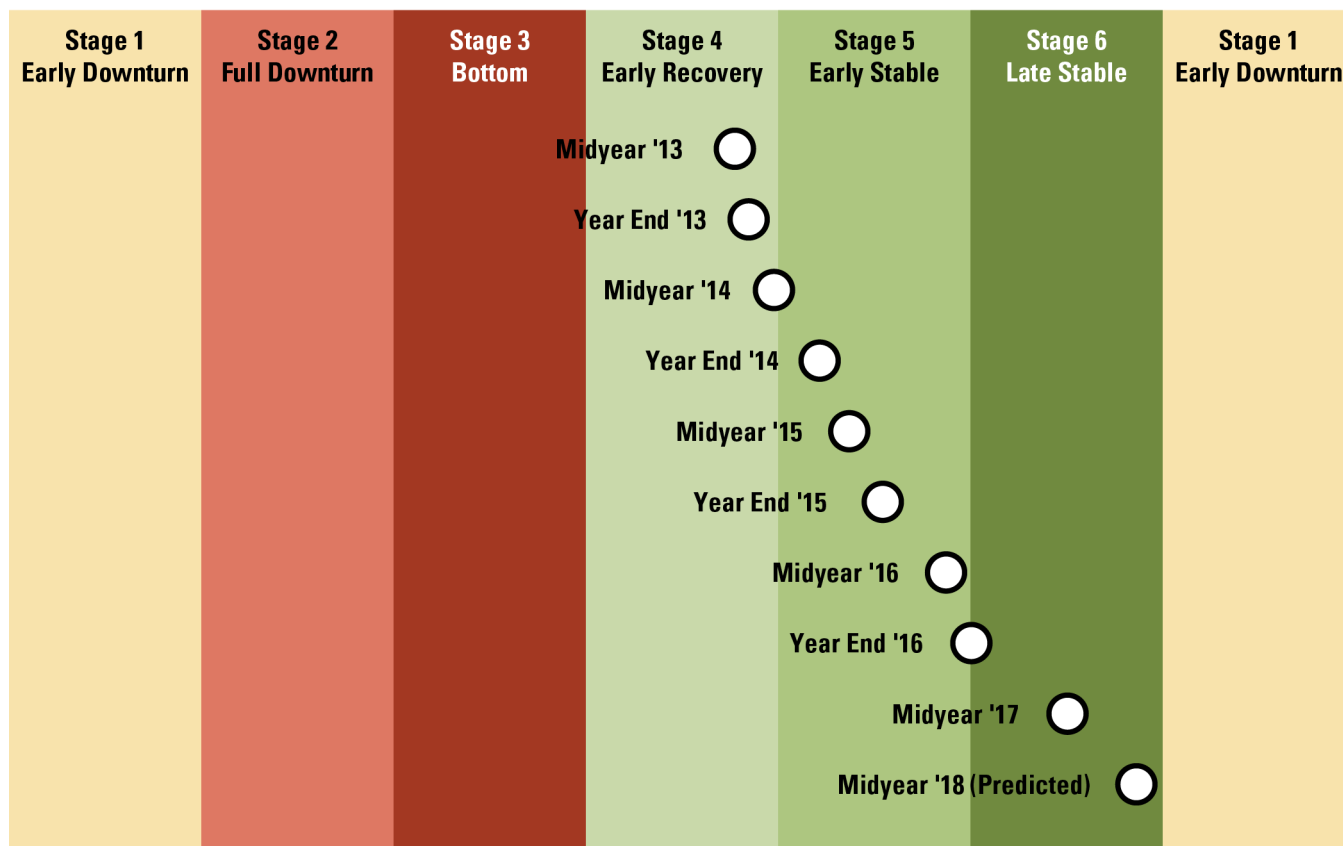 Stage 1
Early Downturn
Stage 2
Full Downturn
Stage 3
Bottom
Stage 4
Early Recovery
Stage 5
Early Stable
Stage 6
Late Stable
Stage 1
Early Downturn
Midyear '13
Year End '13
Midyear '14
Year End '14
Midyear '15
Year End '15
Midyear '16
Year End '16
Midyear '17
Midyear '18 (Predicted)